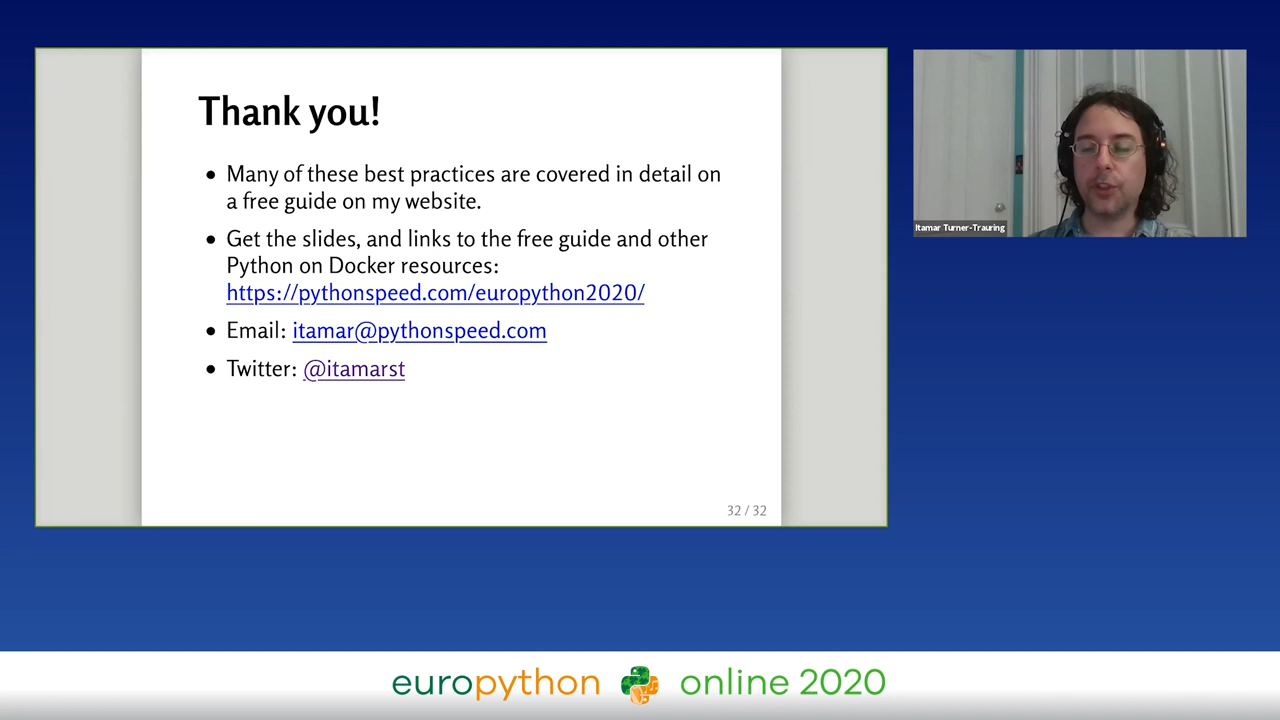 Thank you!
Many of these best practices are covered in detail on
a free guide on my website.
Get the slides, and links to the free guide and other
Python on Docker resources:
https://pythonspeed.com/europython2020/
Email: itamar@pythonspeed.com
Twitter: @itamarst
32 / 32
Itamar Turner-Trauring
europython online 2020